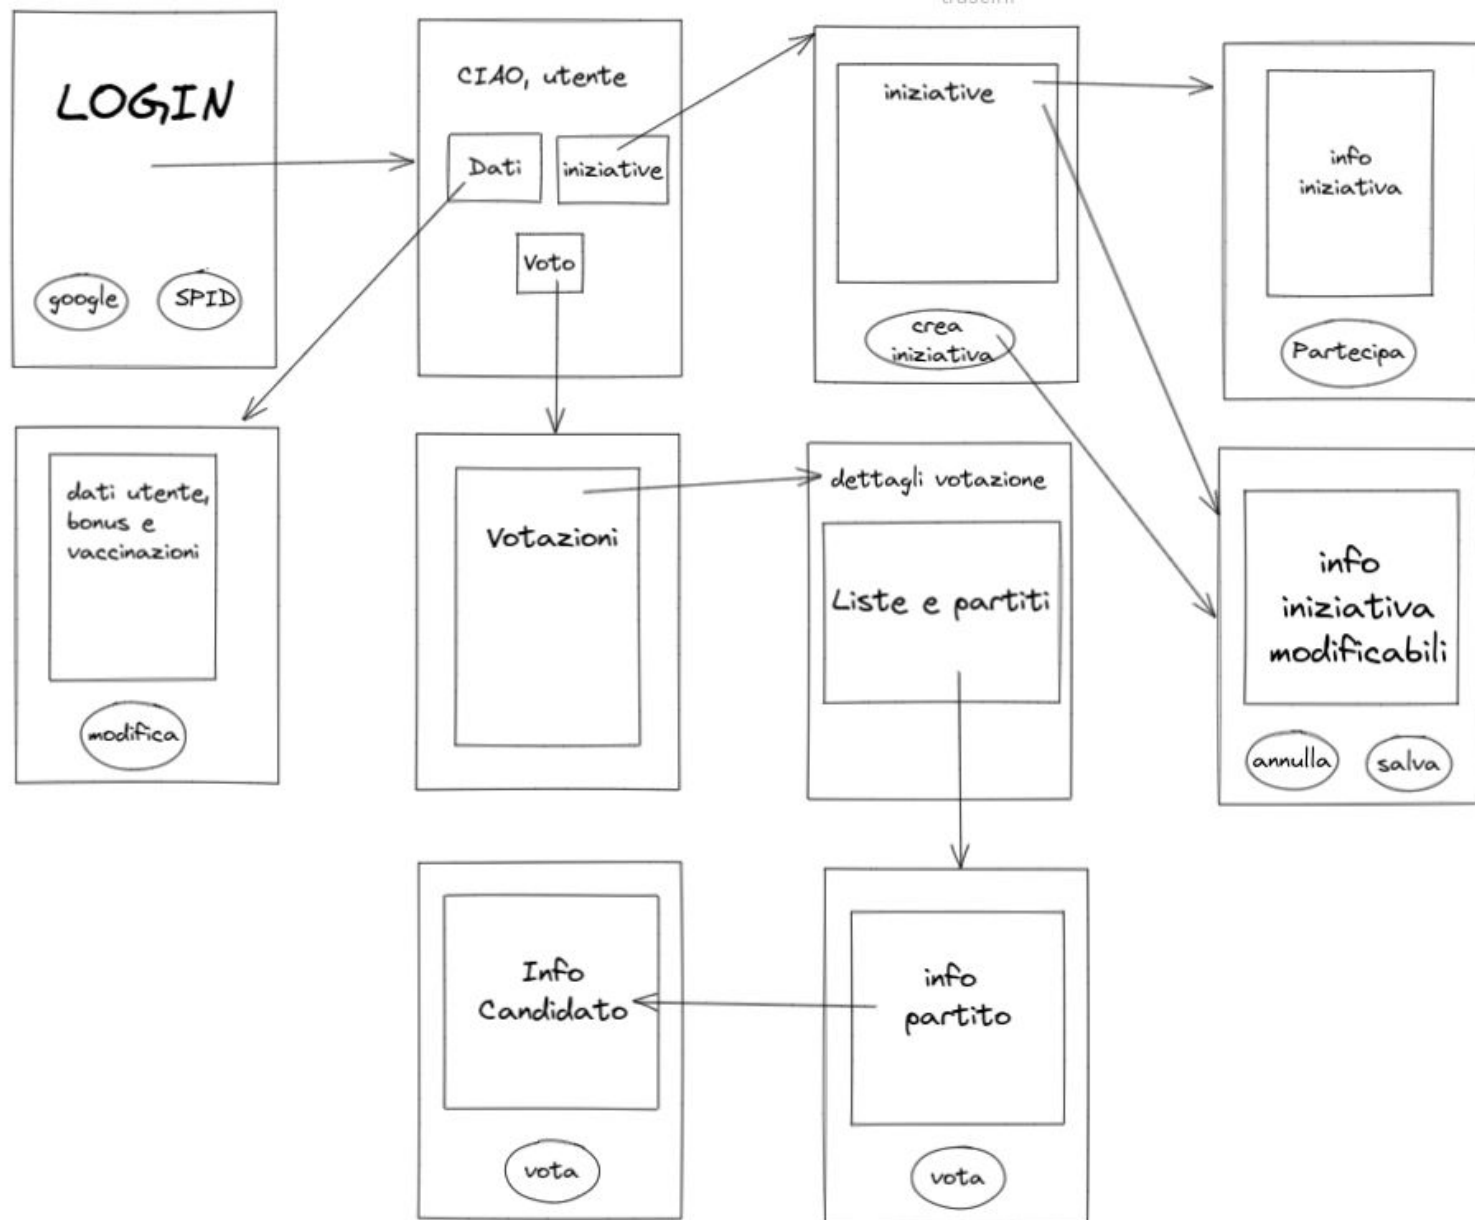 LOGIN
google
SPID
CIAO, utente
Dati
iniziative
Voto
iniziative
crea
iniziativa
info
iniziativa
Partecipa
dati utente,
bonus e
vaccinazioni
modifica
Votazioni
dettagli votazione
Liste e partiti
info
iniziativa
modificabili
annulla
salva
Info
Candidato
vota
info
partito
vota